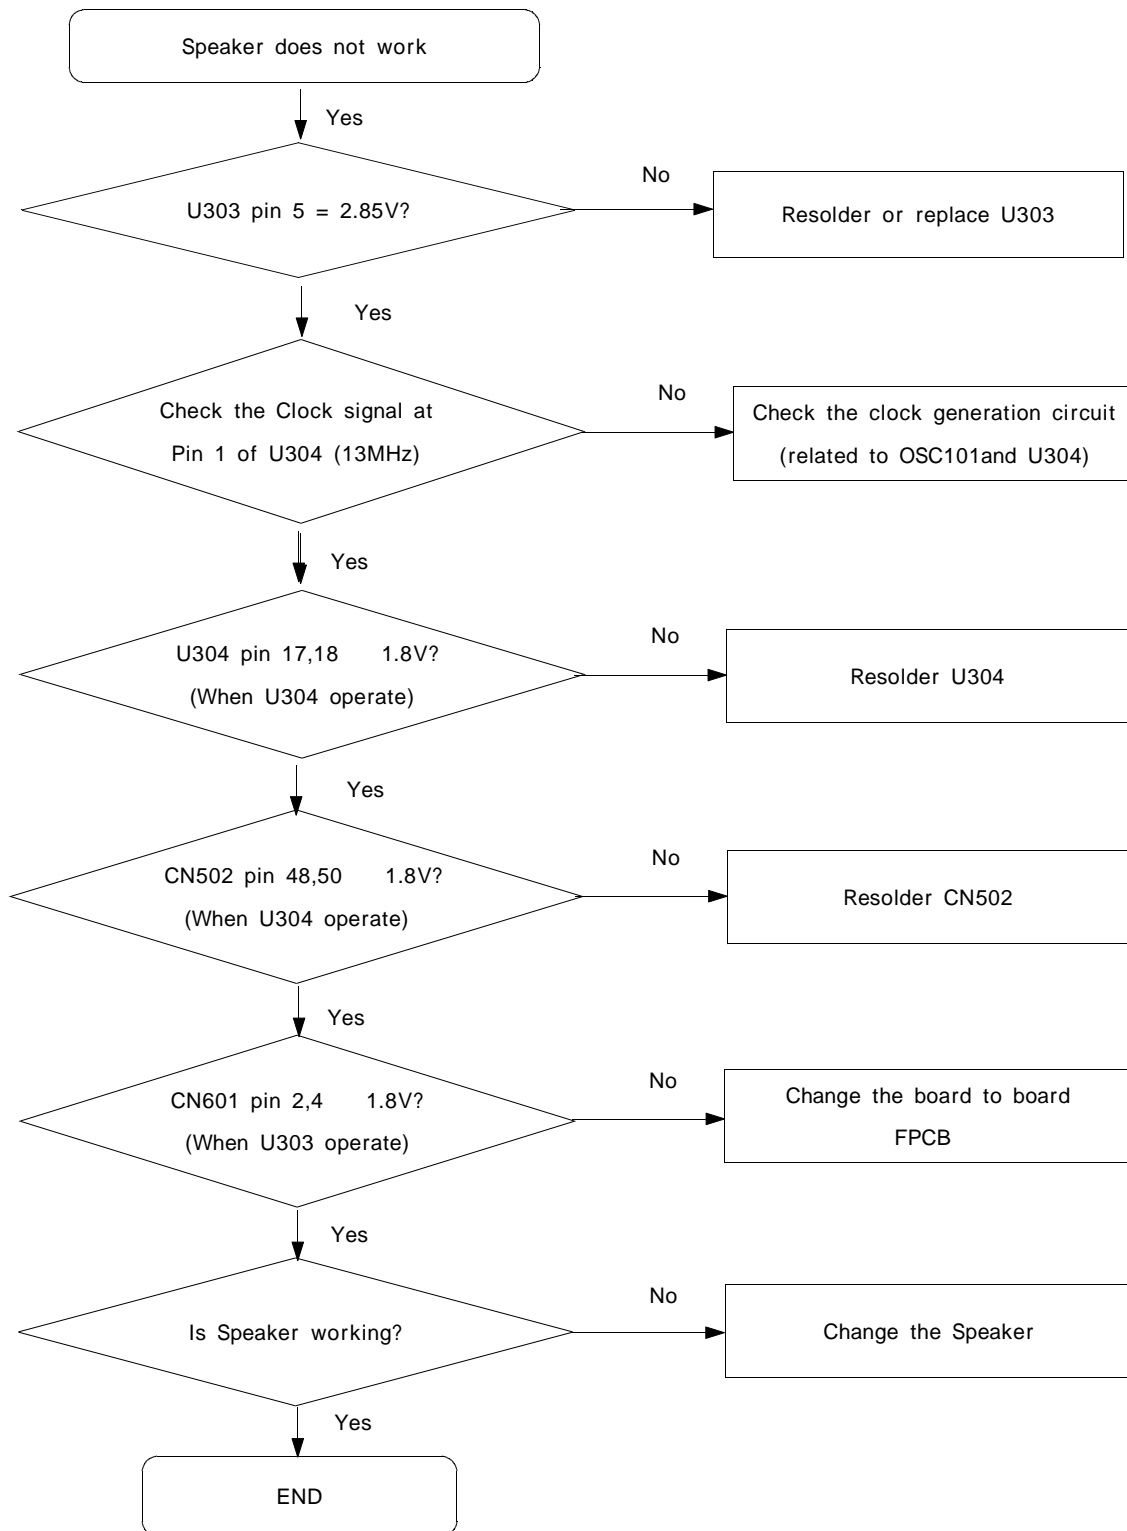 Speaker does not work
Yes
U303 pin 5 = 2.85V?
No
Resolder or replace U303
Yes
Check the Clock signal at
Pin 1 of U304 (13MHz)
No
Check the clock generation circuit
(related to OSC101and U304)
Yes
U304 pin 17,18 1.8V?
(When U304 operate)
No
Resolder U304
Yes
CN502 pin 48,50 1.8V?
(When U304 operate)
No
Resolder CN502
Yes
CN601 pin 2,4 1.8V?
(When U303 operate)
No
Change the board to board
FPCB
Yes
Is Speaker working?
No
Change the Speaker
Yes
END